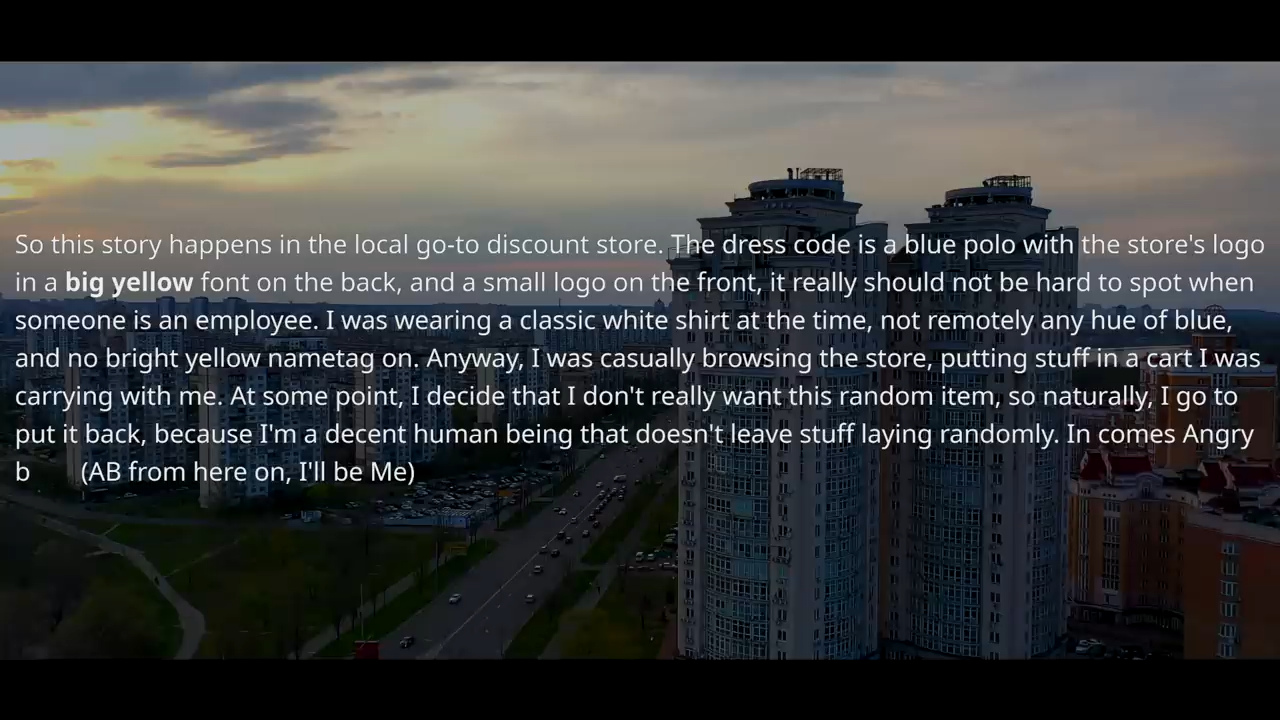 So this story happens in the local go-to discount store. The dress code is a blue polo with the store's logo
in a big yellow font on the back, and a small logo on the front, it really should not be hard to spot when
someone is an employee. I was wearing a classic white shirt at the time, not remotely any hue of blue,
and no bright yellow nametag on. Anyway, I was casually browsing the store, putting stuff in a cart I was
carrying with me. At some point, I decide that I don't really want this random item, so naturally, I go to
put it back, because I'm a decent human being that doesn't leave stuff laying randomly. In comes Angry
b (AB from here on, I'll be Me)